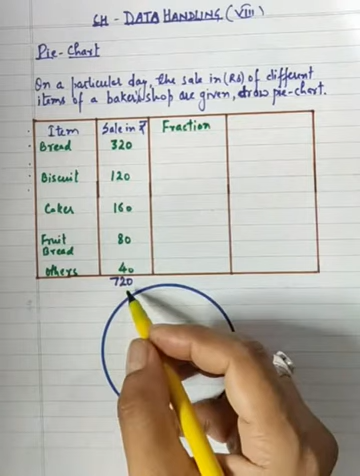 CH - DATA HANDLING (VIII)
Pie-Chart
On a particular day, the sale in (Rs) of different
items of a baker's shop are given, draw pie-chart.
Item Sale in ₹ Fraction
Bread 320
Biscuit 120
Cakes 160
Fruit Bread 80
Others 40
720